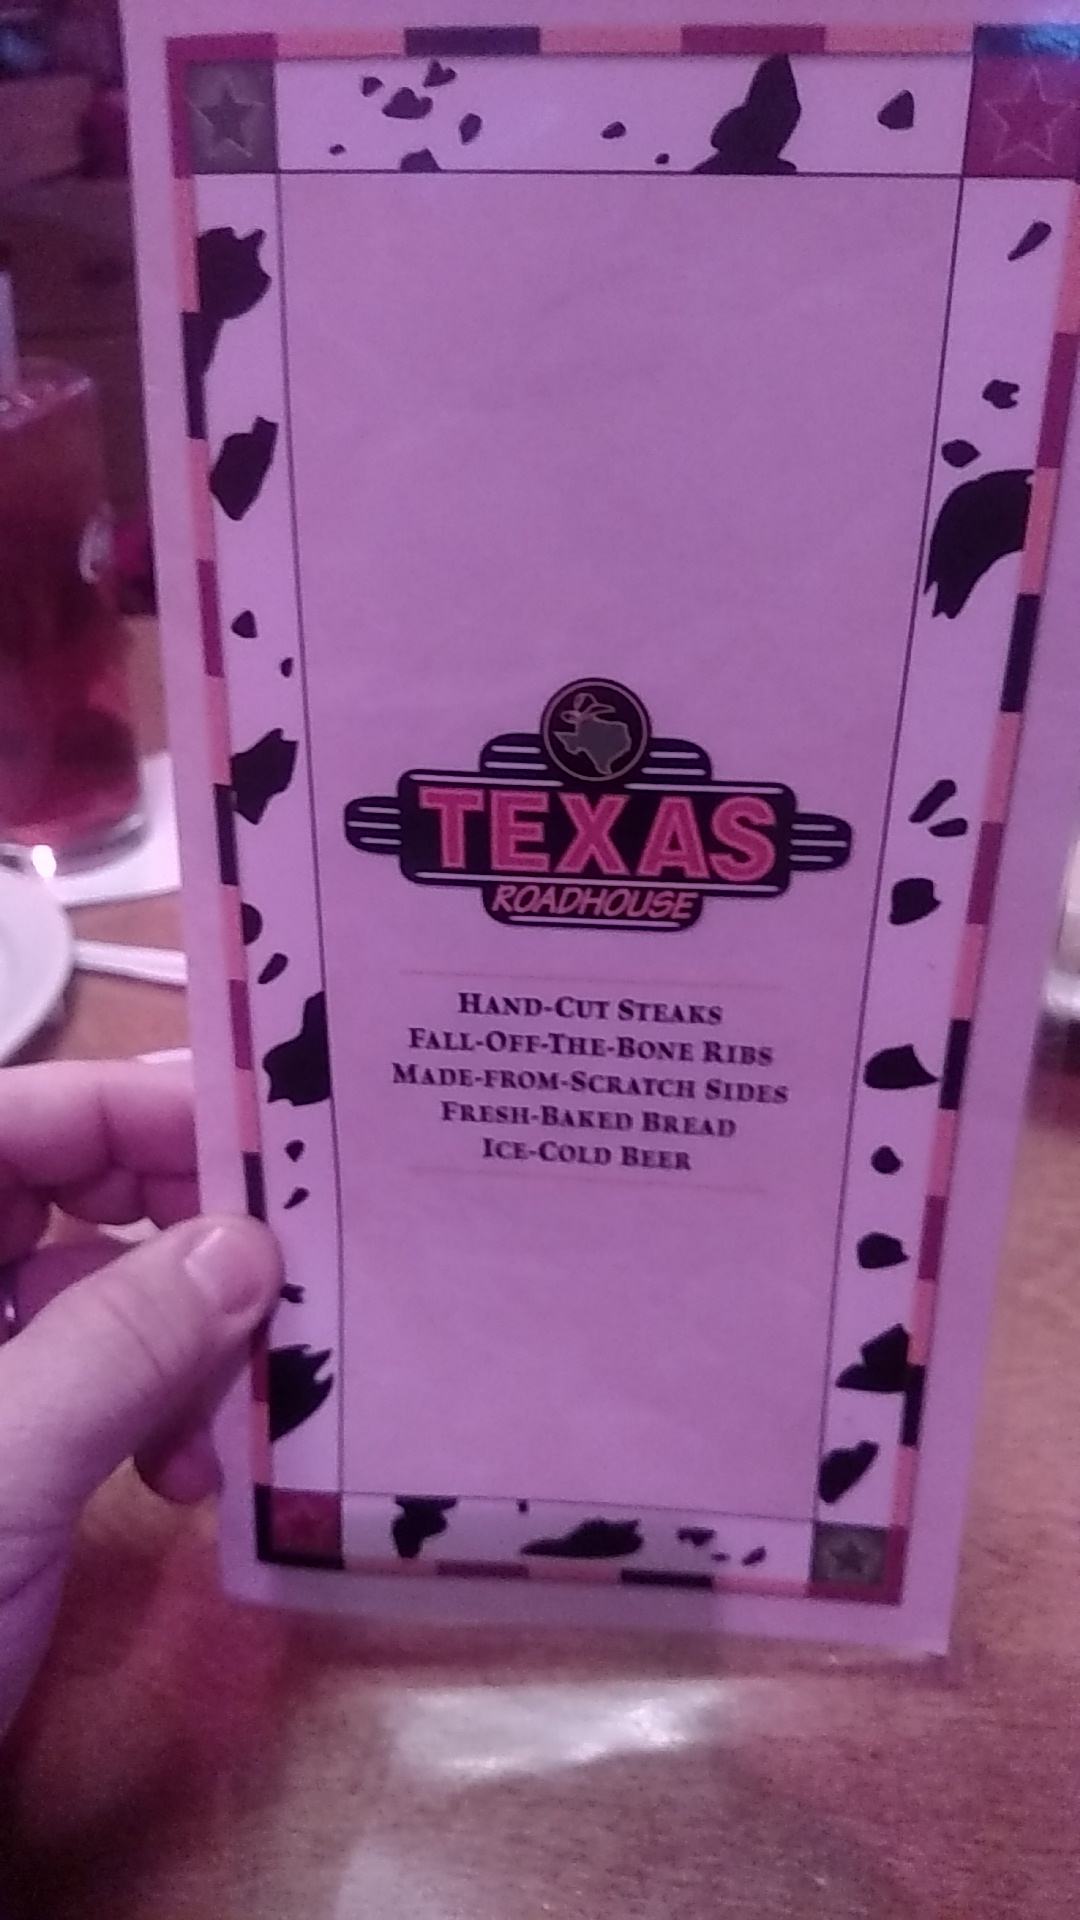 TEXAS
ROADHOUSE
HAND-CUT STEAKS
FALL-OFF-THE-BONE RIBS
MADE-FROM-SCRATCH SIDES
FRESH-BAKED BREAD
ICE-COLD BEER